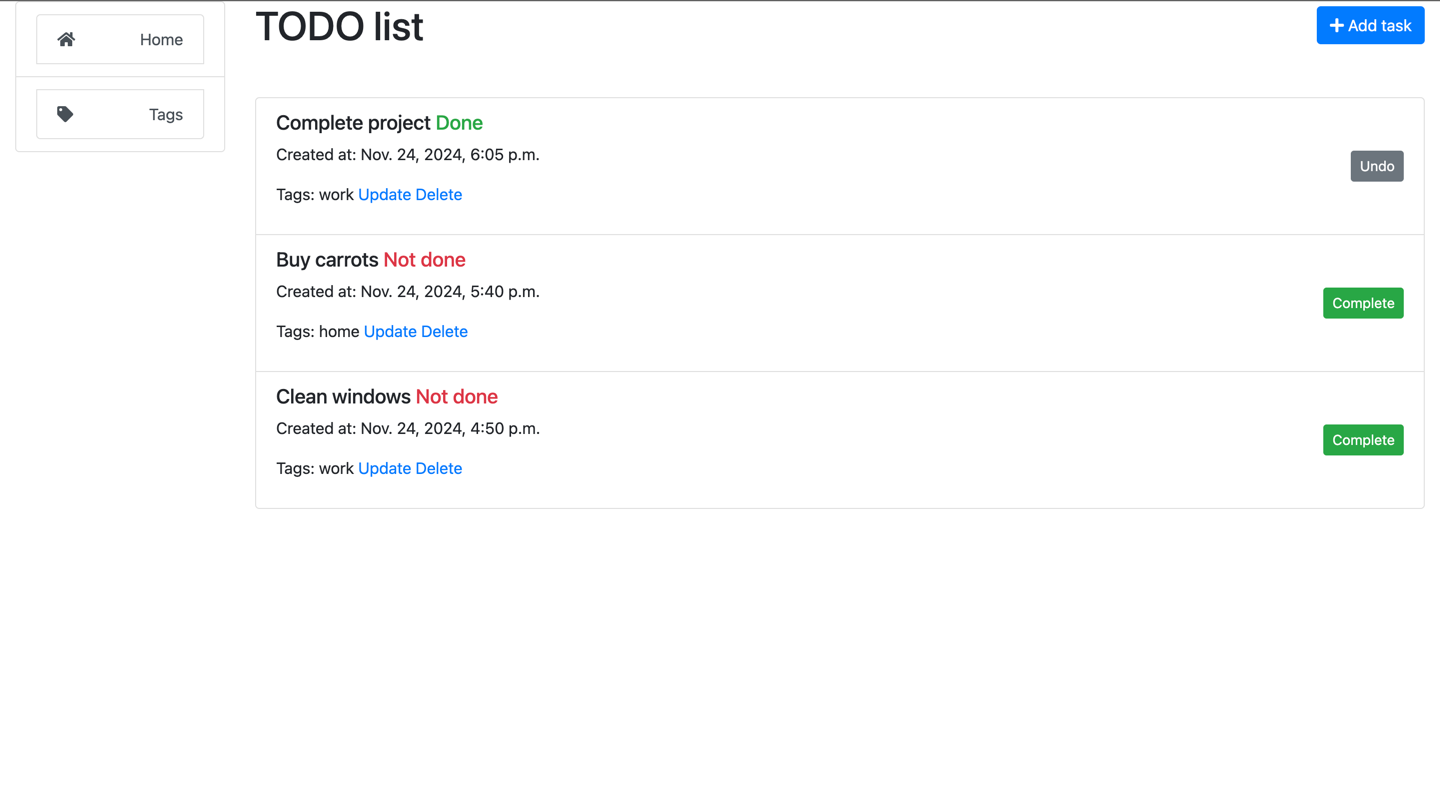 Home
Tags
TODO list
Add task
Complete project Done
Created at: Nov. 24, 2024, 6:05 p.m.
Tags: work Update Delete
Undo
Buy carrots Not done
Created at: Nov. 24, 2024, 5:40 p.m.
Tags: home Update Delete
Complete
Clean windows Not done
Created at: Nov. 24, 2024, 4:50 p.m.
Tags: work Update Delete
Complete